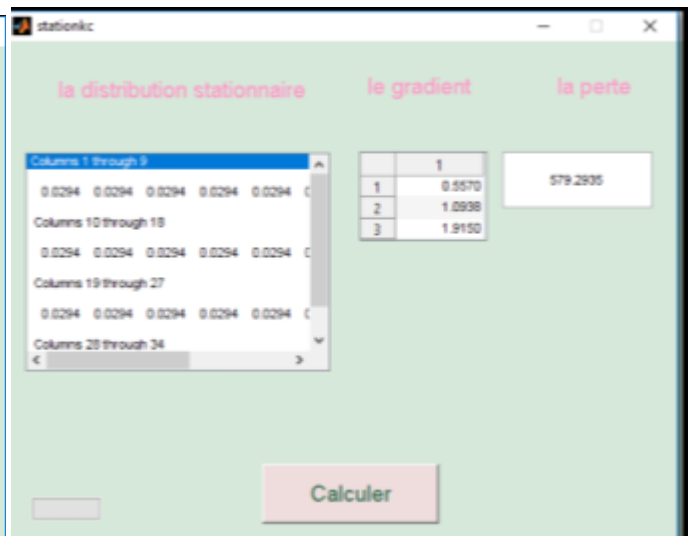 stationkc
la distribution stationnaire
le gradient
la perte
Columns 1 through 9
0.0294 0.0294 0.0294 0.0294 0.0294
Columns 10 through 18
0.0294 0.0294 0.0294 0.0294 0.0294
Columns 19 through 27
0.0294 0.0294 0.0294 0.0294 0.0294
Columns 28 through 34
1
1 0.5570
2 1.0938
3 1.9150
579.2935
Calculer